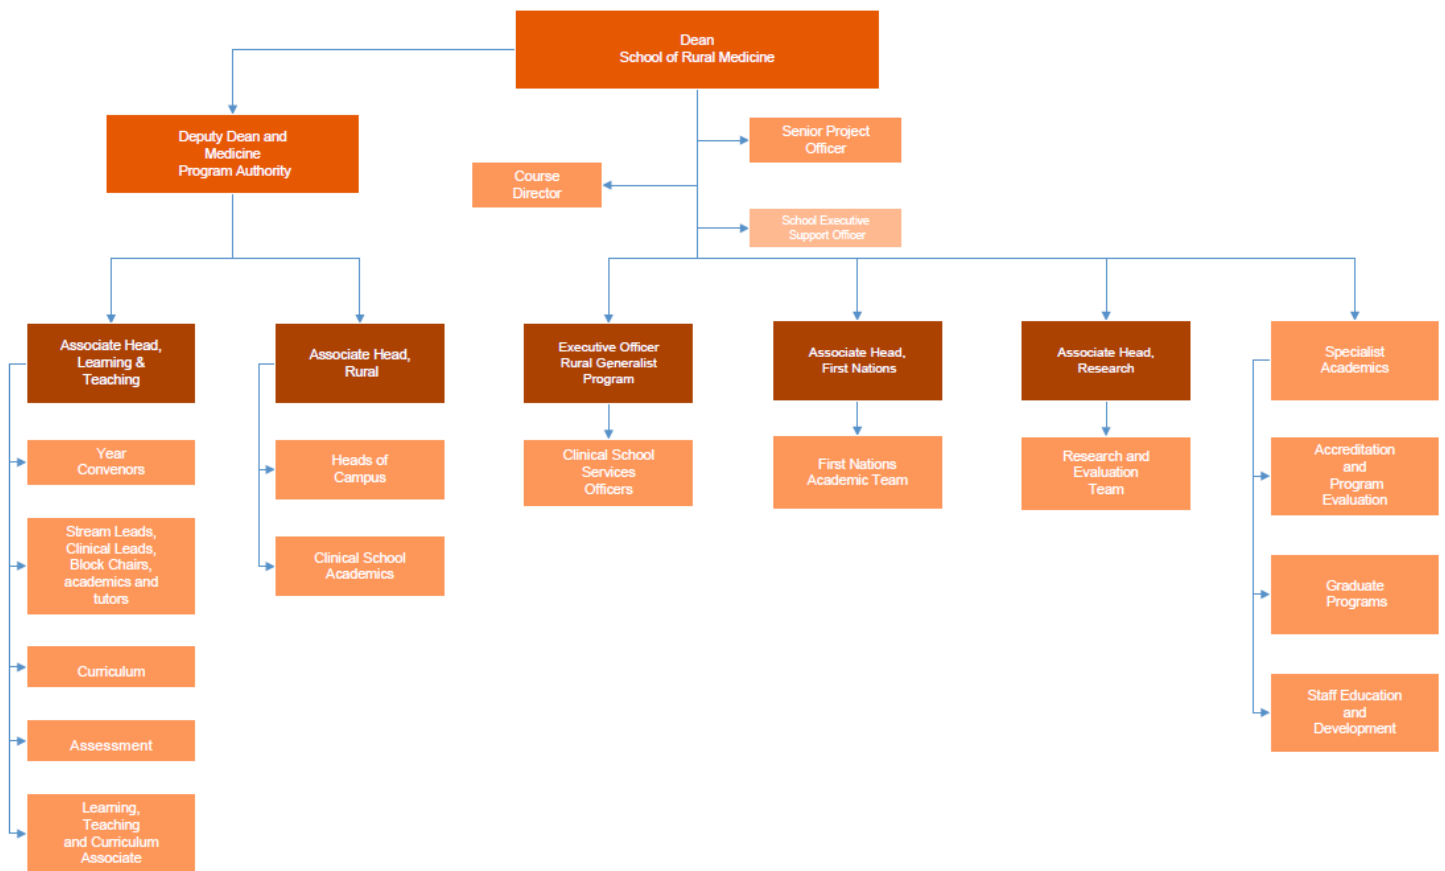 Dean
School of Rural Medicine
Deputy Dean and
Medicine
Program Authority
Senior Project
Officer
Course
Director
School Executive
Support Officer
Associate Head,
Learning &
Teaching
Associate Head,
Rural
Executive Officer
Rural Generalist
Program
Associate Head,
First Nations
Associate Head,
Research
Specialist
Academics
Year
Convenors
Heads of
Campus
Clinical School
Services
Officers
First Nations
Academic Team
Research and
Evaluation
Team
Accreditation
and
Program
Evaluation
Stream Leads,
Clinical Leads,
Block Chairs,
academics and
tutors
Clinical School
Academics
Graduate
Programs
Curriculum
Staff Education
and
Development
Assessment
Learning,
Teaching
and Curriculum
Associate